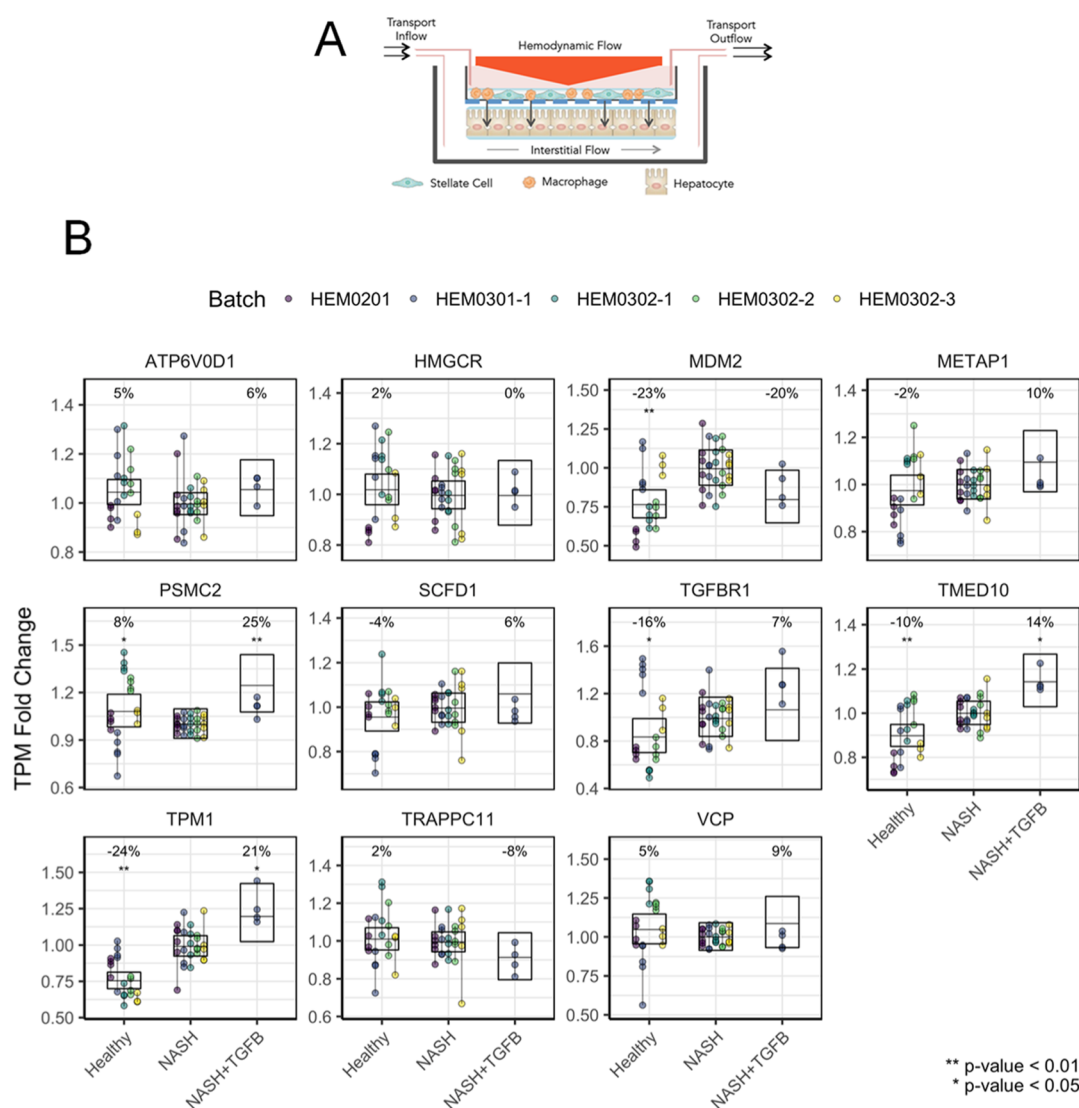 A
Transport Inflow
Hemodynamic Flow
Transport Outflow
Interstitial Flow
Stellate Cell Macrophage Hepatocyte
B
Batch HEM0201 HEM0301-1 HEM0302-1 HEM0302-2 HEM0302-3
TPM Fold Change
ATP6V0D1 HMGCR MDM2 METAP1
5% 6% 2% 0% -23% -20% -2% 10%
**
1.4 1.2 1.0 0.8
1.4 1.2 1.0 0.8
1.50 1.25 1.00 0.75 0.50
1.4 1.2 1.0 0.8
PSMC2 SCFD1 TGFBR1 TMED10
8% 25% -4% 6% -16% 7% -10% 14%
* ** * ** *
1.5 1.2 0.9 0.6
1.4 1.2 1.0 0.8
1.6 1.2 0.8 0.4
1.4 1.2 1.0 0.8
Healthy NASH NASH+TGFB
TPM1 TRAPPC11 VCP
-24% 21% 2% -8% 5% 9%
** *
1.50 1.25 1.00 0.75 0.50
1.4 1.2 1.0 0.8 0.6
1.50 1.25 1.00 0.75 0.50
Healthy NASH NASH+TGFB
Healthy NASH NASH+TGFB
Healthy NASH NASH+TGFB
** p-value < 0.01
* p-value < 0.05